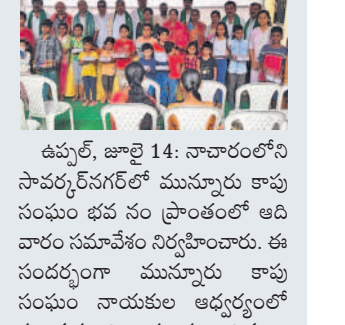 ఉప్పల్, జూలై 14: నాచారంలోని
సావర్కర్‌నగర్‌లో మున్నూరు కాపు
సంఘం భవ నం ప్రాంతంలో ఆది
వారం సమావేశం నిర్వహించారు. ఈ
సందర్భంగా మున్నూరు కాపు
సంఘం నాయకుల ఆధ్వర్యంలో